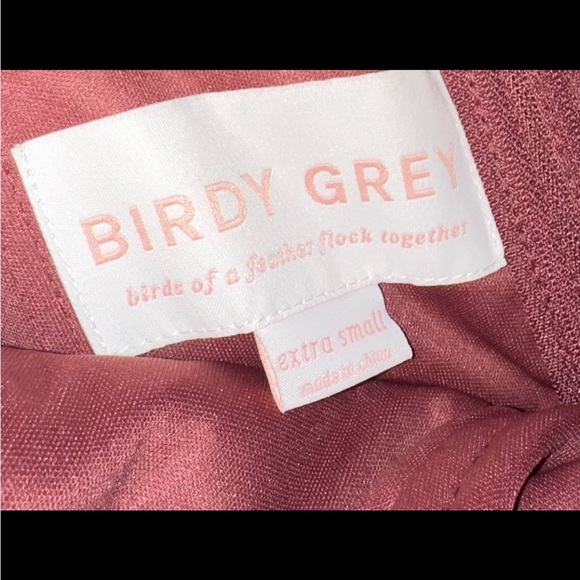 BIRDY GREY
birds of a feather flock together
extra small
made in china